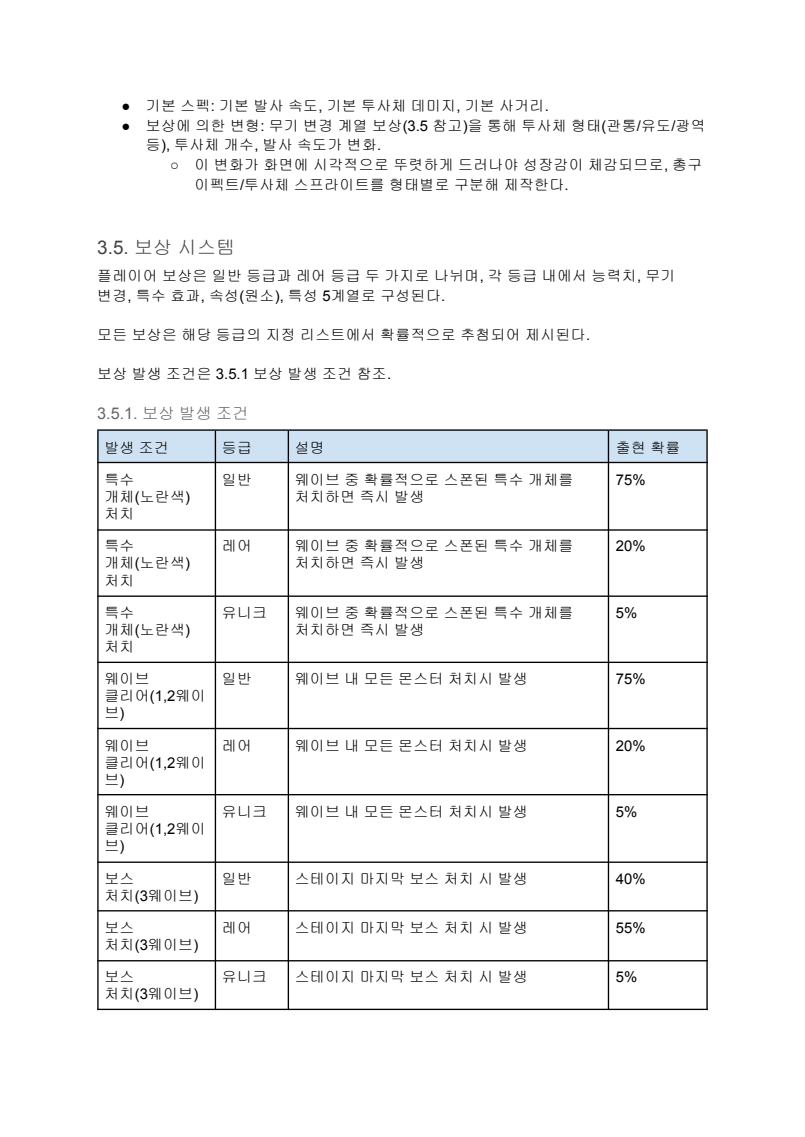 ● 기본 스펙: 기본 발사 속도, 기본 투사체 데미지, 기본 사거리.
● 보상에 의한 변형: 무기 변경 계열 보상(3.5 참고)을 통해 투사체 형태(관통/유도/광역
등), 투사체 개수, 발사 속도가 변화.
○ 이 변화가 화면에 시각적으로 뚜렷하게 드러나야 성장감이 체감되므로, 총구
이펙트/투사체 스프라이트를 형태별로 구분해 제작한다.
3.5. 보상 시스템
플레이어 보상은 일반 등급과 레어 등급 두 가지로 나뉘며, 각 등급 내에서 능력치, 무기
변경, 특수 효과, 속성(원소), 특성 5계열로 구성된다.
모든 보상은 해당 등급의 지정 리스트에서 확률적으로 추첨되어 제시된다.
보상 발생 조건은 3.5.1 보상 발생 조건 참조.
3.5.1. 보상 발생 조건
발생 조건 등급 설명 출현 확률
특수 일반 웨이브 중 확률적으로 스폰된 특수 개체를 75%
개체(노란색) 처치하면 즉시 발생
처치
특수 레어 웨이브 중 확률적으로 스폰된 특수 개체를 20%
개체(노란색) 처치하면 즉시 발생
처치
특수 유니크 웨이브 중 확률적으로 스폰된 특수 개체를 5%
개체(노란색) 처치하면 즉시 발생
처치
웨이브 일반 웨이브 내 모든 몬스터 처치시 발생 75%
클리어(1,2웨이
브)
웨이브 레어 웨이브 내 모든 몬스터 처치시 발생 20%
클리어(1,2웨이
브)
웨이브 유니크 웨이브 내 모든 몬스터 처치시 발생 5%
클리어(1,2웨이
브)
보스 일반 스테이지 마지막 보스 처치 시 발생 40%
처치(3웨이브)
보스 레어 스테이지 마지막 보스 처치 시 발생 55%
처치(3웨이브)
보스 유니크 스테이지 마지막 보스 처치 시 발생 5%
처치(3웨이브)